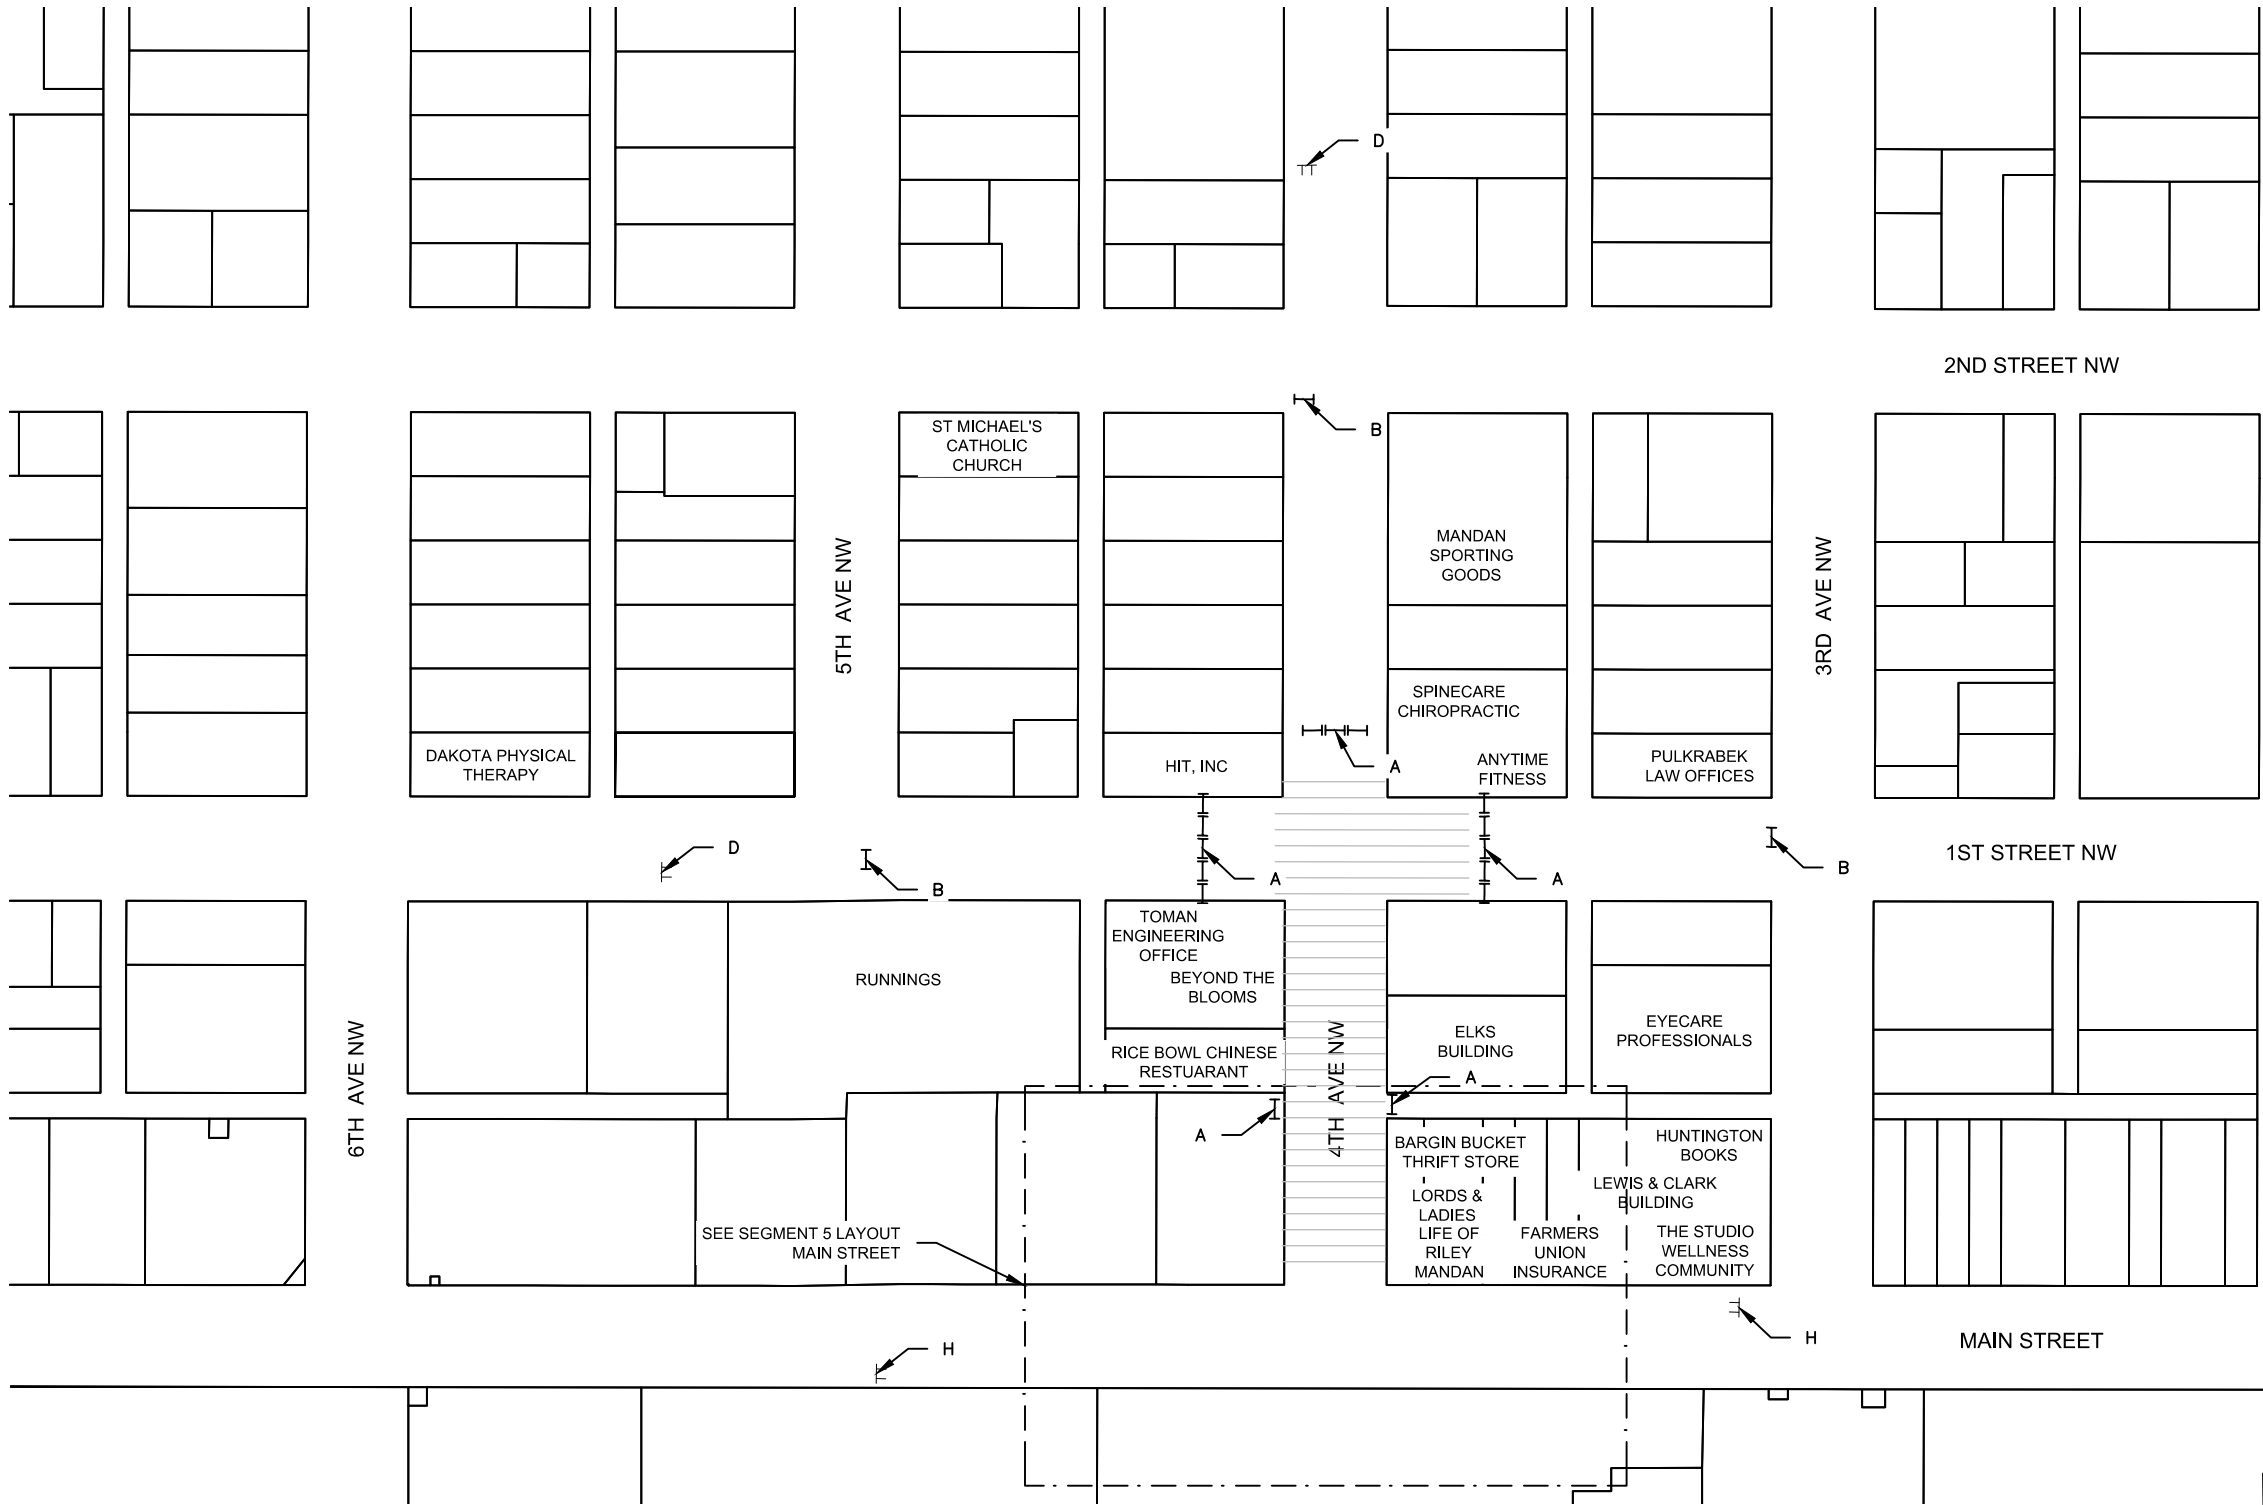 D
2ND STREET NW
B
ST MICHAEL'S
CATHOLIC
CHURCH
MANDAN
SPORTING
GOODS
5TH AVE NW
3RD AVE NW
SPINECARE
CHIROPRACTIC
DAKOTA PHYSICAL
THERAPY
HIT, INC
A
ANYTIME
FITNESS
PULKRABEK
LAW OFFICES
D
B
A
A
B
1ST STREET NW
TOMAN
ENGINEERING
OFFICE
BEYOND THE
BLOOMS
RUNNINGS
6TH AVE NW
RICE BOWL CHINESE
RESTUARANT
4TH AVE NW
ELKS
BUILDING
EYECARE
PROFESSIONALS
A
A
BARGIN BUCKET
THRIFT STORE
HUNTINGTON
BOOKS
LEWIS & CLARK
BUILDING
LORDS &
LADIES
LIFE OF
RILEY
MANDAN
FARMERS
UNION
INSURANCE
THE STUDIO
WELLNESS
COMMUNITY
SEE SEGMENT 5 LAYOUT
MAIN STREET
H
H
MAIN STREET